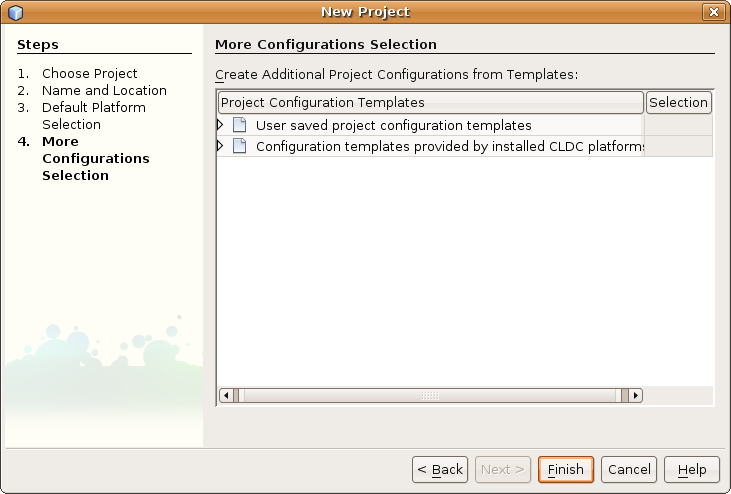 New Project
Steps
1. Choose Project
2. Name and Location
3. Default Platform
Selection
4. More
Configurations
Selection
More Configurations Selection
Create Additional Project Configurations from Templates:
Project Configuration Templates Selection
User saved project configuration templates
Configuration templates provided by installed CLDC platforms
< Back Next > Finish Cancel Help